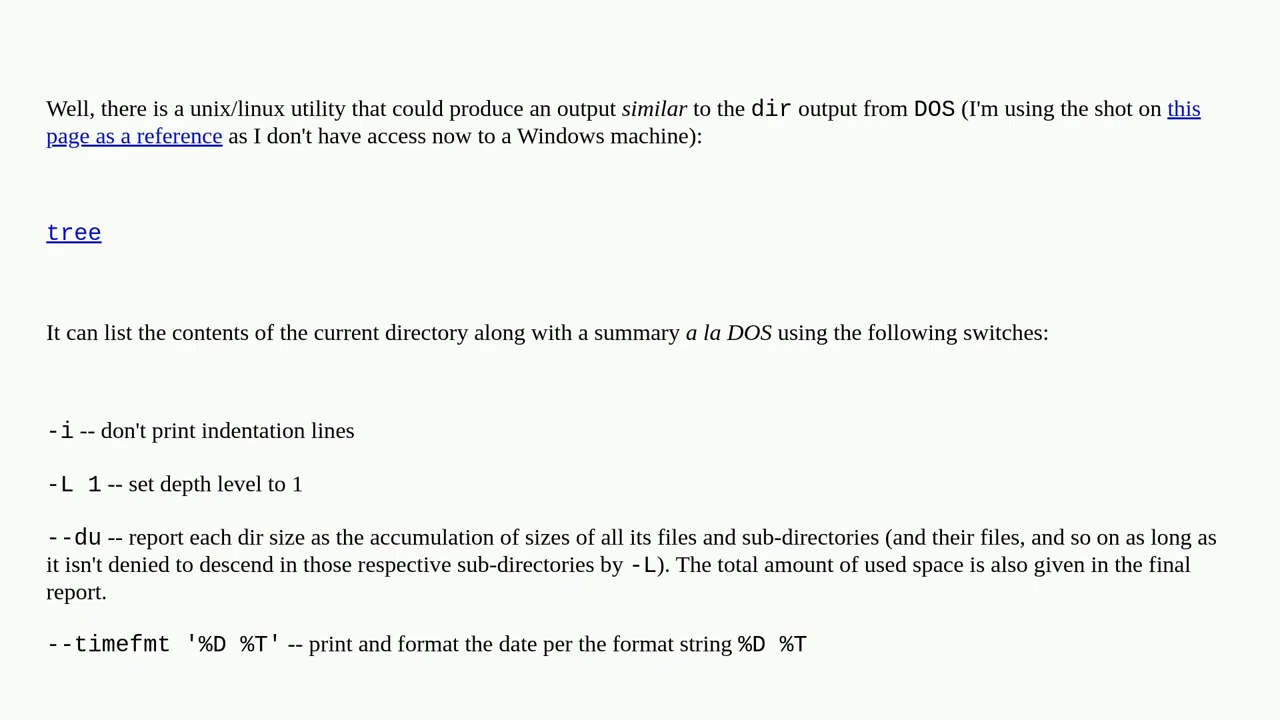 Well, there is a unix/linux utility that could produce an output similar to the dir output from DOS (I'm using the shot on this
page as a reference as I don't have access now to a Windows machine):
tree
It can list the contents of the current directory along with a summary a la DOS using the following switches:
-i -- don't print indentation lines
-L 1 -- set depth level to 1
--du -- report each dir size as the accumulation of sizes of all its files and sub-directories (and their files, and so on as long as
it isn't denied to descend in those respective sub-directories by -L). The total amount of used space is also given in the final
report.
--timefmt '%D %T' -- print and format the date per the format string %D %T